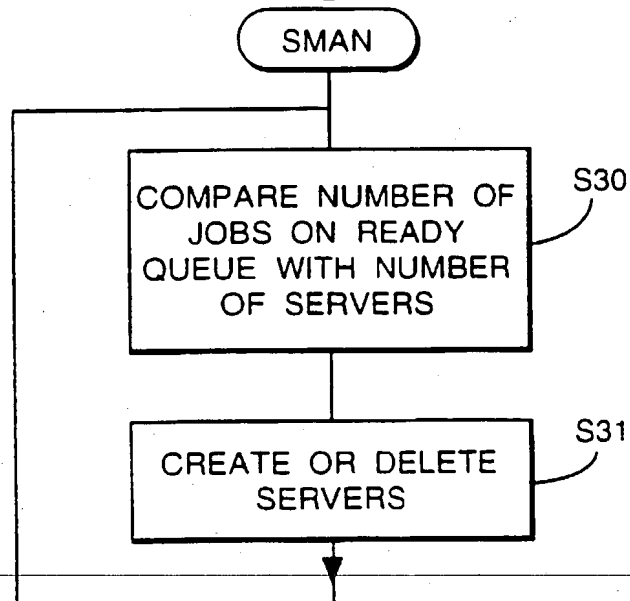 SMAN
COMPARE NUMBER OF
JOBS ON READY
QUEUE WITH NUMBER
OF SERVERS
S30
CREATE OR DELETE
SERVERS
S31